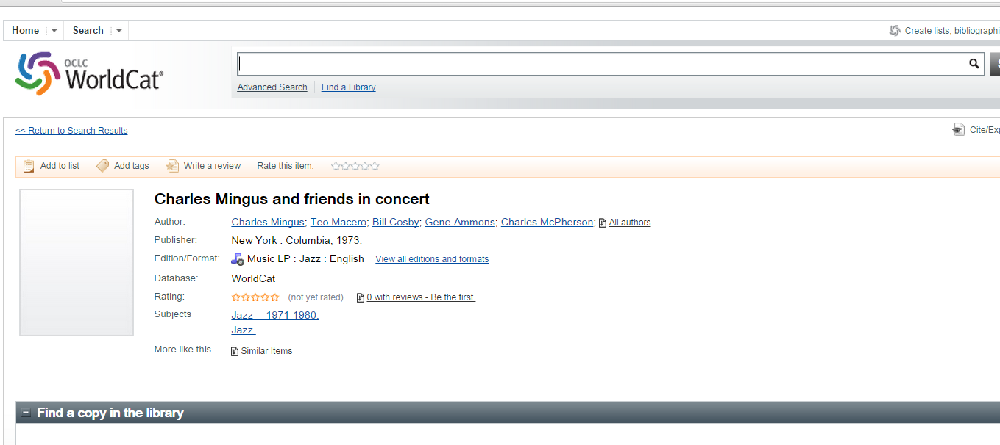 Home Search Create lists, bibliographi
OCLC
WorldCat®
Advanced Search Find a Library
<< Return to Search Results Cite/Exp
Add to list Add tags Write a review Rate this item:
Charles Mingus and friends in concert
Author: Charles Mingus; Teo Macero; Bill Cosby; Gene Ammons; Charles McPherson; All authors
Publisher: New York : Columbia, 1973.
Edition/Format: Music LP : Jazz : English View all editions and formats
Database: WorldCat
Rating: (not yet rated) 0 with reviews - Be the first.
Subjects Jazz -- 1971-1980.
Jazz.
More like this Similar Items
Find a copy in the library